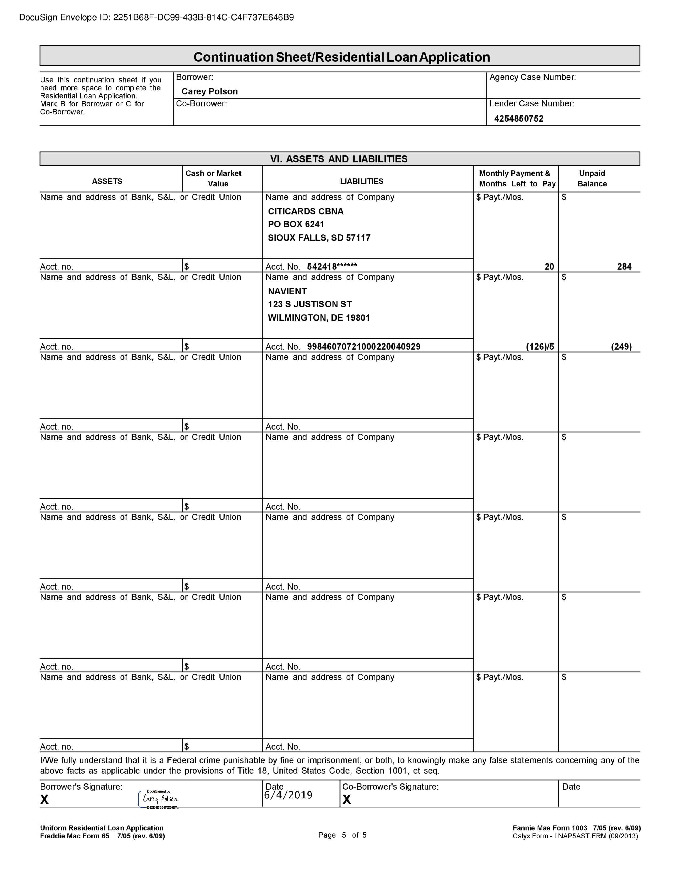 DocuSign Envelope ID: 2251B68F-DC99-433B-814C-C4F737E646B9
Continuation Sheet/Residential Loan Application
Use this continuation sheet if you
need more space to complete the
Residential Loan Application.
Mark B for Borrower or C for
Co-Borrower.
Borrower:
Carey Polson
Agency Case Number:
Co-Borrower:
Lender Case Number:
4254850752
VI. ASSETS AND LIABILITIES
ASSETS
Cash or Market
Value
LIABILITIES
Monthly Payment &
Months Left to Pay
Unpaid
Balance
Name and address of Bank, S&L, or Credit Union
Name and address of Company
$ Payt./Mos.
$
CITICARDS CBNA
PO BOX 6241
SIOUX FALLS, SD 57117
Acct. no.
$
Acct. No. 542418******
20
284
Name and address of Bank, S&L, or Credit Union
Name and address of Company
$ Payt./Mos.
$
NAVIENT
123 S JUSTISON ST
WILMINGTON, DE 19801
Acct. no.
$
Acct. No. 99846070721000220040929
(126)/5
(249)
Name and address of Bank, S&L, or Credit Union
Name and address of Company
$ Payt./Mos.
$
Acct. no.
$
Acct. No.
Name and address of Bank, S&L, or Credit Union
Name and address of Company
$ Payt./Mos.
$
Acct. no.
$
Acct. No.
Name and address of Bank, S&L, or Credit Union
Name and address of Company
$ Payt./Mos.
$
Acct. no.
$
Acct. No.
Name and address of Bank, S&L, or Credit Union
Name and address of Company
$ Payt./Mos.
$
Acct. no.
$
Acct. No.
Name and address of Bank, S&L, or Credit Union
Name and address of Company
$ Payt./Mos.
$
Acct. no.
$
Acct. No.
I/We fully understand that it is a Federal crime punishable by fine or imprisonment, or both, to knowingly make any false statements concerning any of the
above facts as applicable under the provisions of Title 18, United States Code, Section 1001, et seq.
Borrower's Signature:
X
Date
6/4/2019
Co-Borrower's Signature:
X
Date
Uniform Residential Loan Application
Freddie Mac Form 65 7/05 (rev. 6/09)
Page 5 of 5
Fannie Mae Form 1003 7/05 (rev. 6/09)
Calyx Form - LNAP5AST.FRM (09/2013)